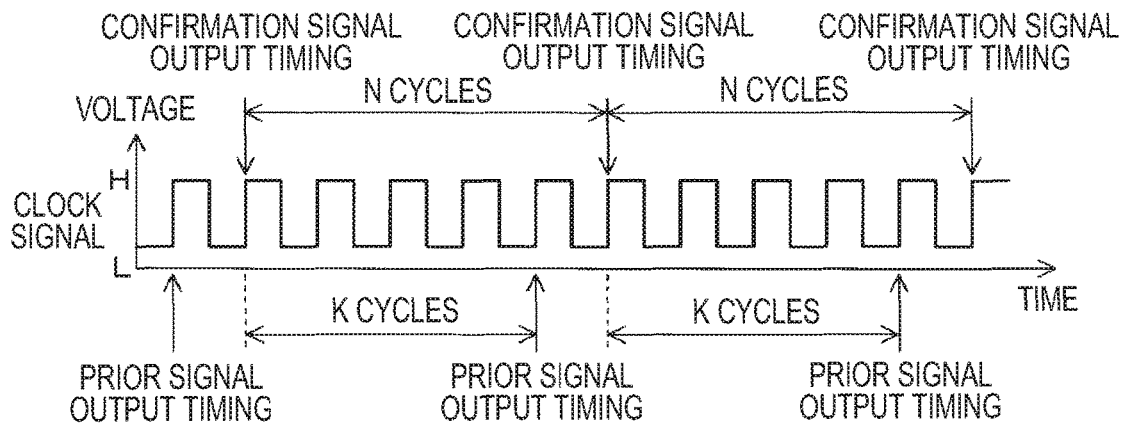 CONFIRMATION SIGNAL
OUTPUT TIMING
CONFIRMATION SIGNAL
OUTPUT TIMING
CONFIRMATION SIGNAL
OUTPUT TIMING
N CYCLES
N CYCLES
VOLTAGE
H
CLOCK
SIGNAL
L
TIME
K CYCLES
K CYCLES
PRIOR SIGNAL
OUTPUT TIMING
PRIOR SIGNAL
OUTPUT TIMING
PRIOR SIGNAL
OUTPUT TIMING